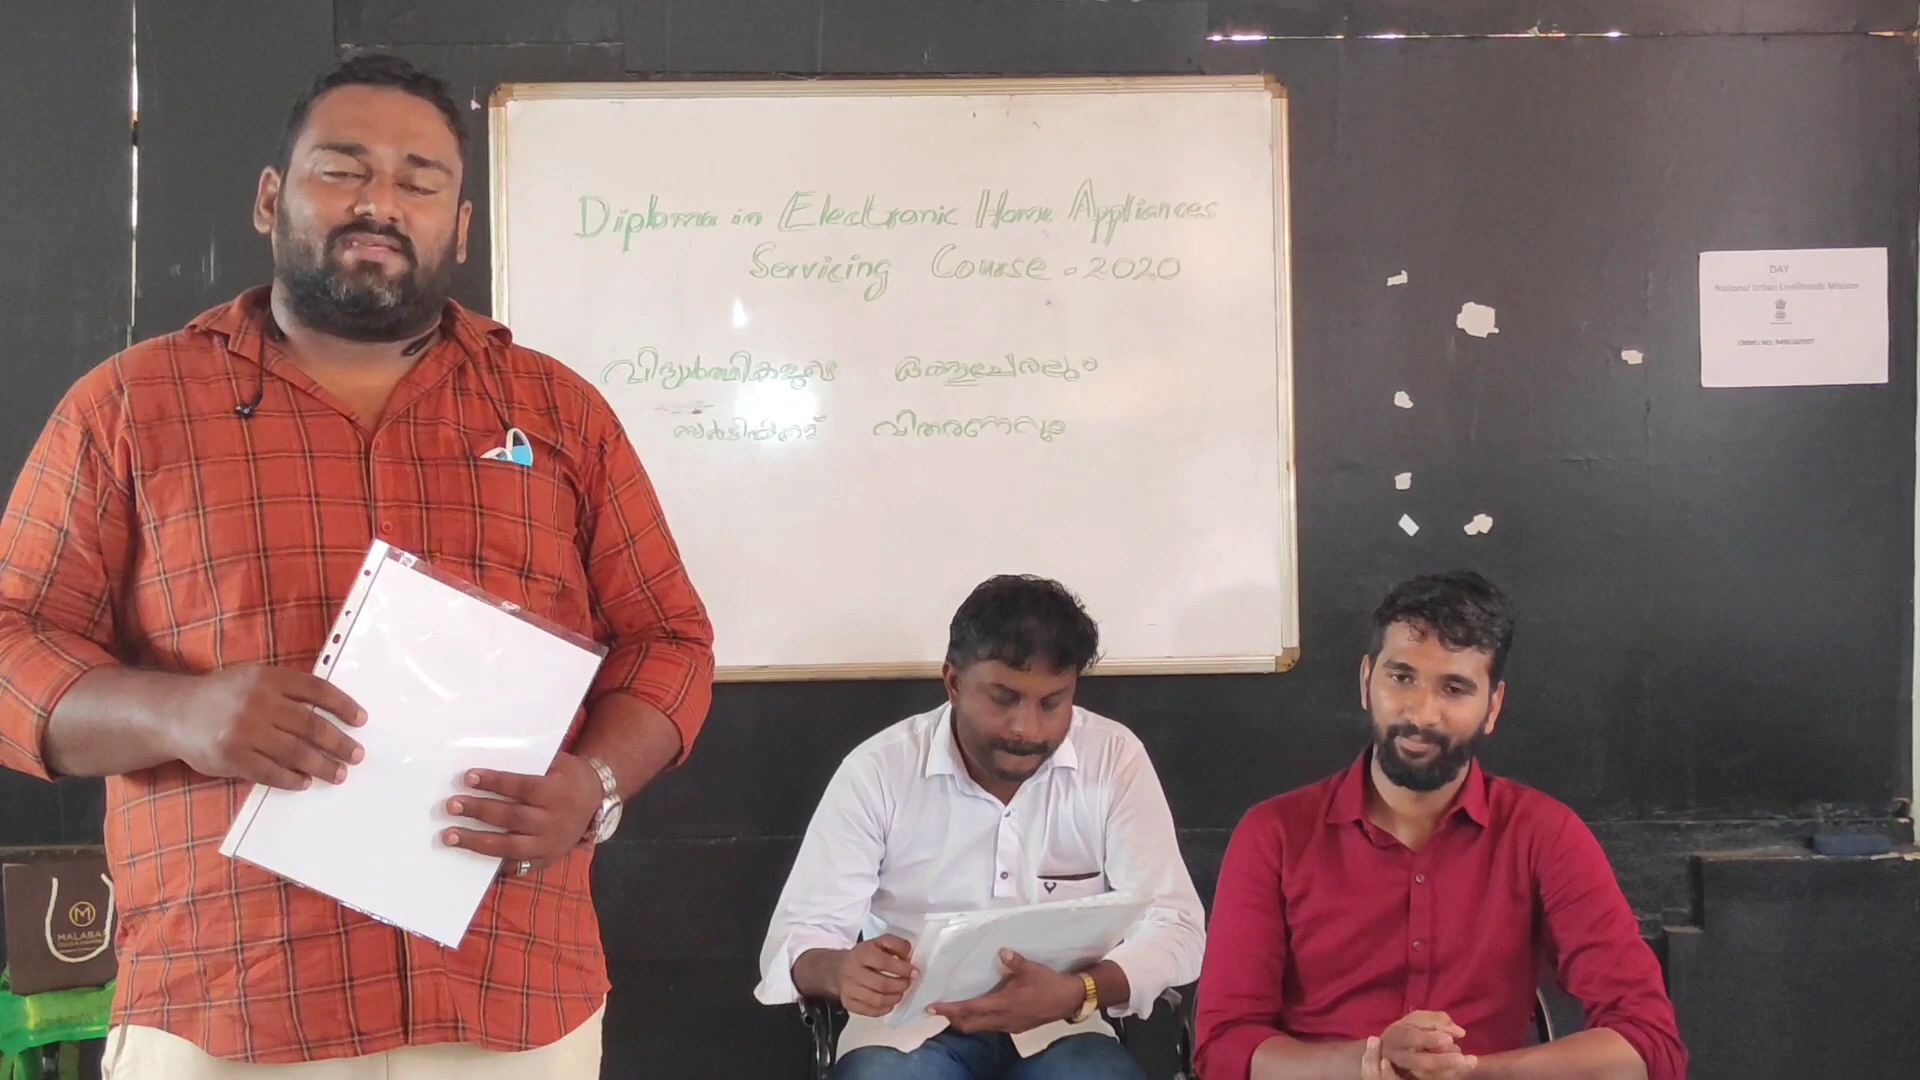 Diploma in Electronic Home Appliances
Servicing Course - 2020
വിദ്യാർത്ഥികളുടെ ഒത്തുചേരലും
സർട്ടിഫിക്കറ്റ് വിതരണവും
DAY
National Urban Livelihoods Mission
M
MALABA